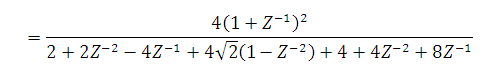 = 4(1 + Z⁻¹)² / 2 + 2Z⁻² − 4Z⁻¹ + 4√2(1 − Z⁻²) + 4 + 4Z⁻² + 8Z⁻¹